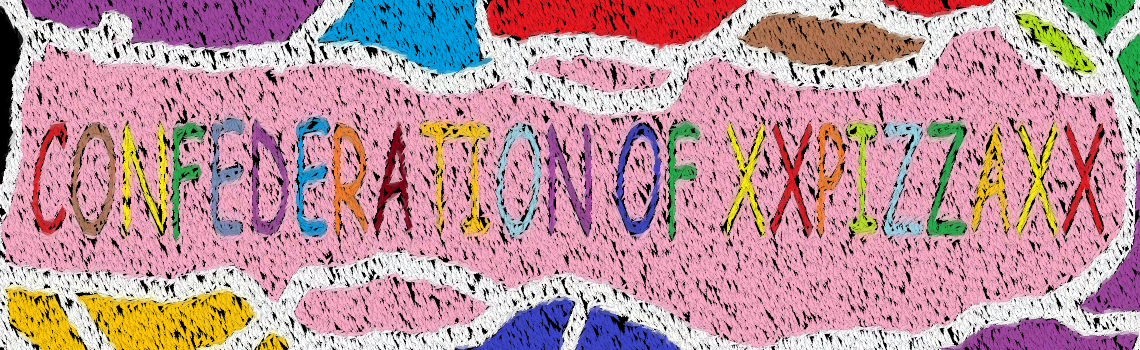 CONFEDERATION OF XXPIZZAXX